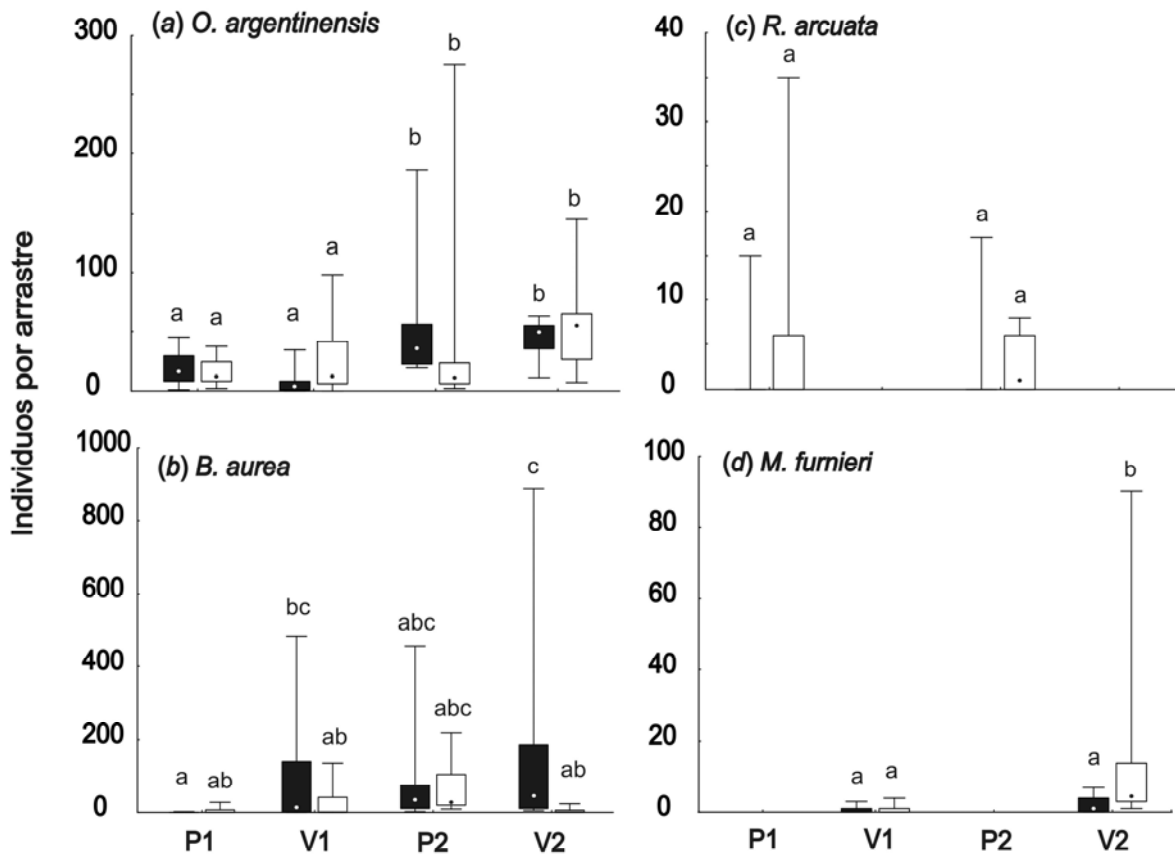 Individuos por arrastre
(a) O. argentinensis
300
200
100
0
a a a a b b b b
(c) R. arcuata
40
30
20
10
0
a a a a
(b) B. aurea
1000
800
600
400
200
0
a ab bc ab abc abc c ab
P1 V1 P2 V2
(d) M. furnieri
100
80
60
40
20
0
a a a b
P1 V1 P2 V2